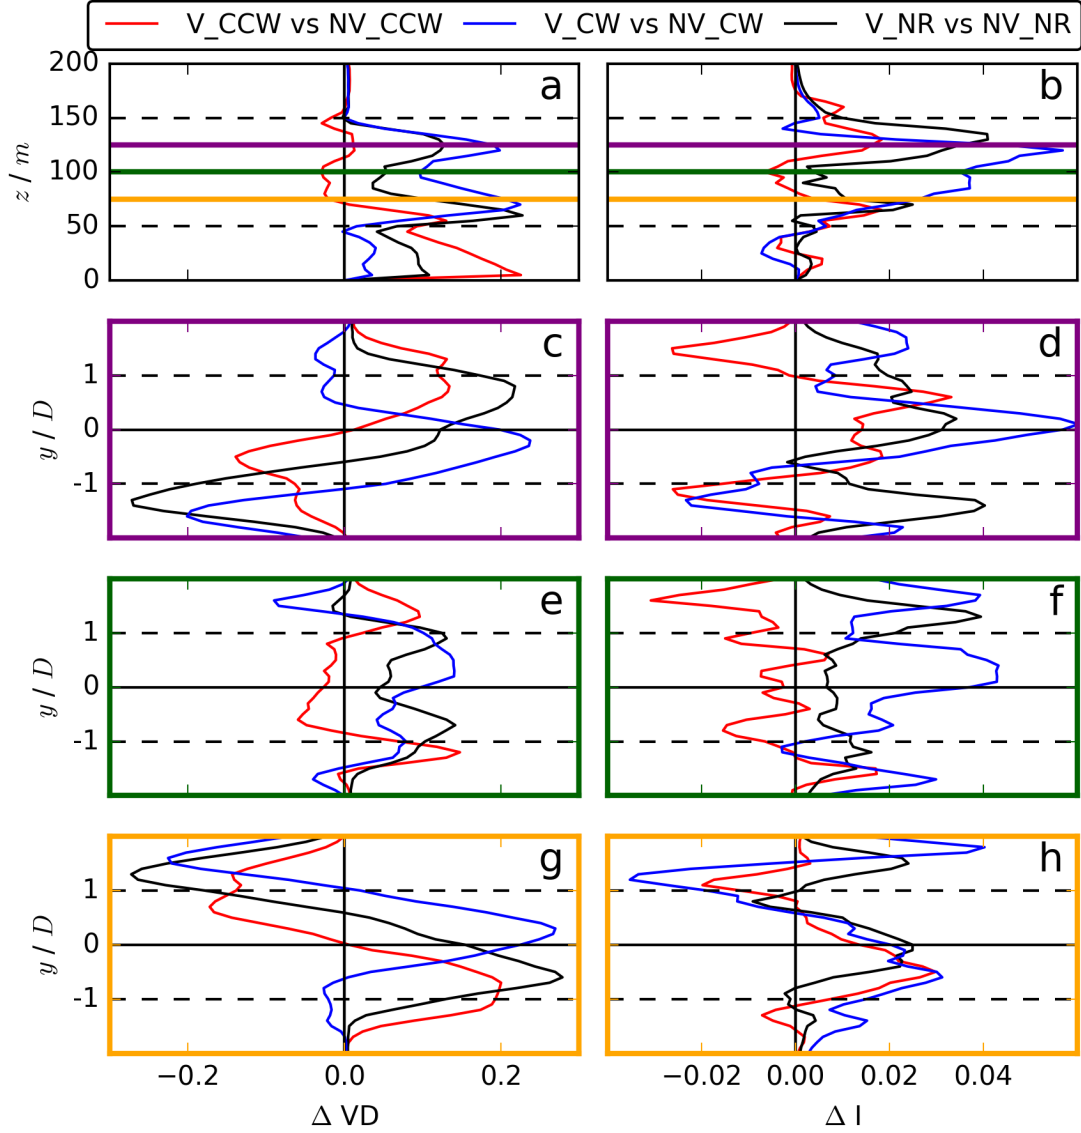 V_CCW vs NV_CCW V_CW vs NV_CW V_NR vs NV_NR
200
150
100
50
0
z / m
a
b
1
0
-1
y / D
c
d
1
0
-1
y / D
e
f
1
0
-1
y / D
g
h
−0.2 0.0 0.2
−0.02 0.00 0.02 0.04
Δ VD
Δ I